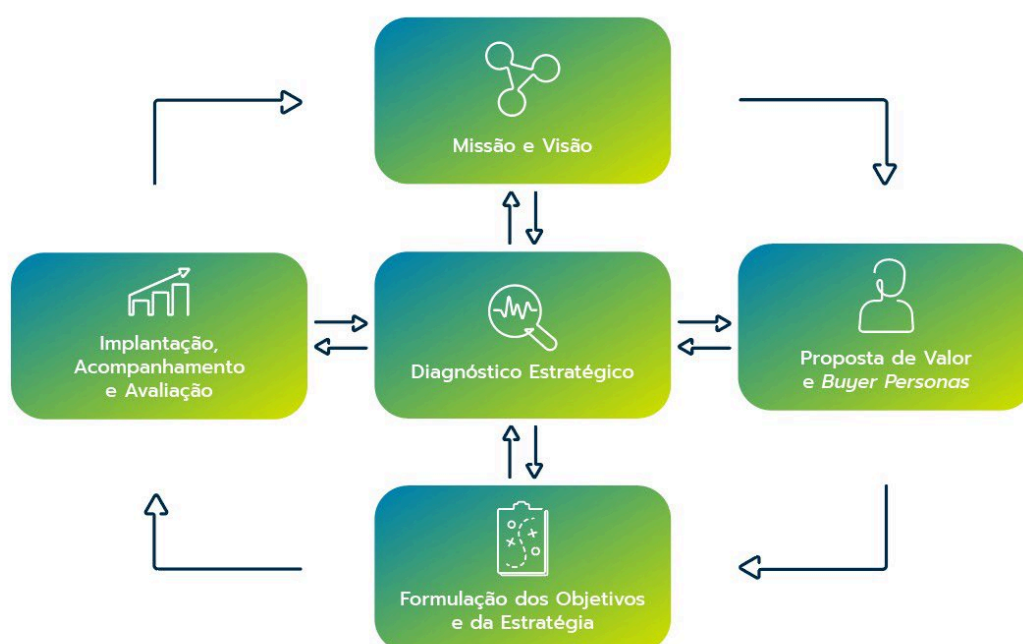 Missão e Visão
Implantação,
Acompanhamento
e Avaliação
Diagnóstico Estratégico
Proposta de Valor
e Buyer Personas
Formulação dos Objetivos
e da Estratégia